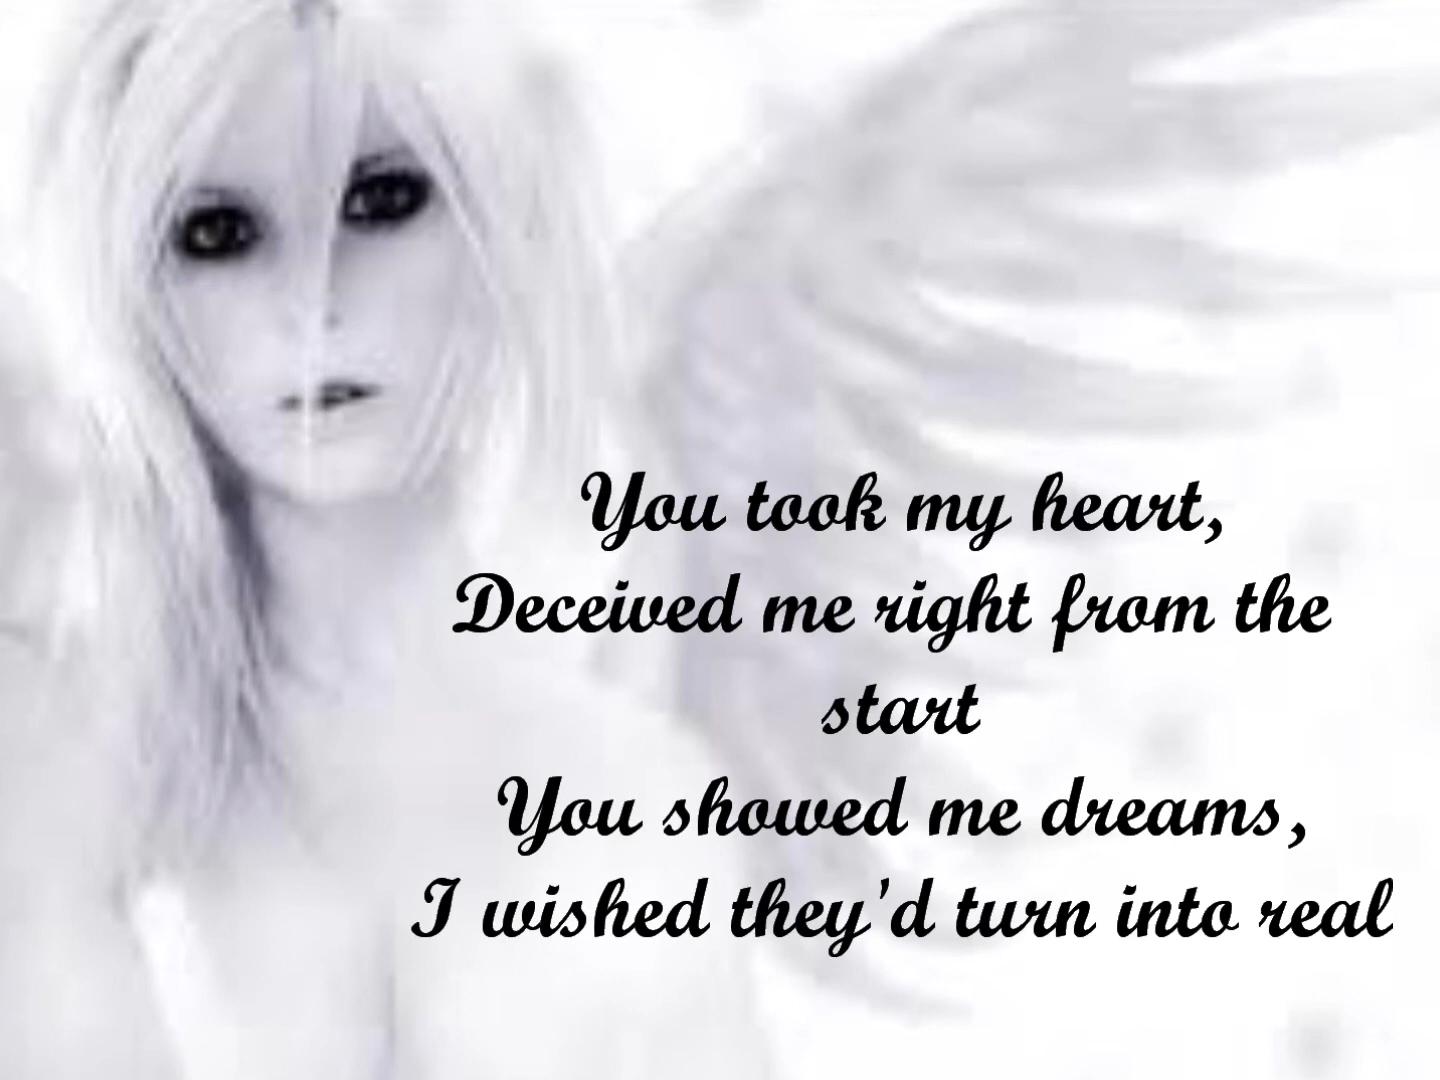 You took my heart,
Deceived me right from the
start
You showed me dreams,
I wished they'd turn into real